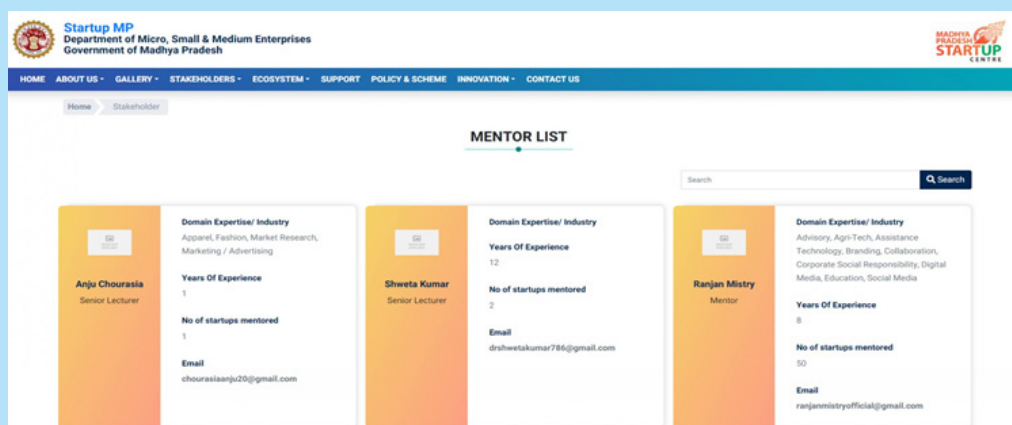 Startup MP
Department of Micro, Small & Medium Enterprises
Government of Madhya Pradesh
MADHYA
PRADESH
STARTUP
CENTRE
HOME ABOUT US GALLERY STAKEHOLDERS ECOSYSTEM SUPPORT POLICY & SCHEME INNOVATION CONTACT US
Home Stakeholder
MENTOR LIST
Search Search
Anju Chourasia
Senior Lecturer
Domain Expertise/ Industry
Apparel, Fashion, Market Research,
Marketing / Advertising
Years Of Experience
1
No of startups mentored
1
Email
chourasiaanju20@gmail.com
Shweta Kumar
Senior Lecturer
Domain Expertise/ Industry
Years Of Experience
12
No of startups mentored
2
Email
drshwetakumar786@gmail.com
Ranjan Mistry
Mentor
Domain Expertise/ Industry
Advisory, Agri-Tech, Assistance
Technology, Branding, Collaboration,
Corporate Social Responsibility, Digital
Media, Education, Social Media
Years Of Experience
8
No of startups mentored
50
Email
ranjanmistryofficial@gmail.com